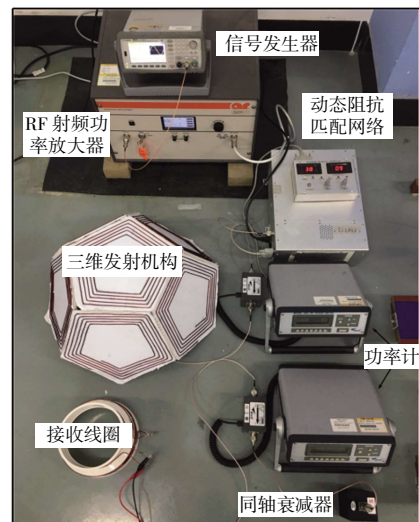 信号发生器
RF 射频功
率放大器
动态阻抗
匹配网络
三维发射机构
功率计
接收线圈
同轴衰减器